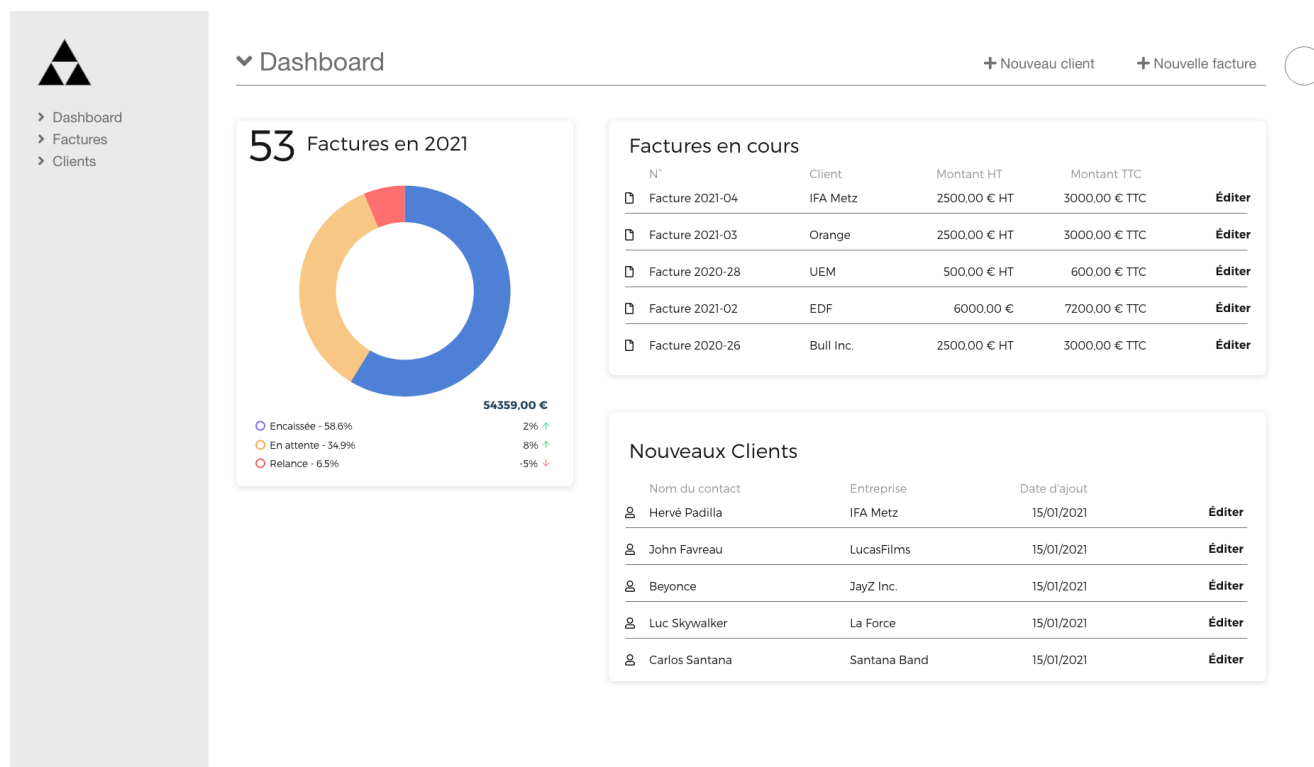 Dashboard
Factures
Clients
Dashboard
Nouveau client
Nouvelle facture
53 Factures en 2021
54359,00 €
Encaissée - 58.6% 2% ↑
En attente - 34.9% 8% ↑
Relance - 6.5% -5% ↓
Factures en cours
N° Client Montant HT Montant TTC
Facture 2021-04 IFA Metz 2500,00 € HT 3000,00 € TTC Éditer
Facture 2021-03 Orange 2500,00 € HT 3000,00 € TTC Éditer
Facture 2020-28 UEM 500,00 € HT 600,00 € TTC Éditer
Facture 2021-02 EDF 6000,00 € 7200,00 € TTC Éditer
Facture 2020-26 Bull Inc. 2500,00 € HT 3000,00 € TTC Éditer
Nouveaux Clients
Nom du contact Entreprise Date d'ajout
Hervé Padilla IFA Metz 15/01/2021 Éditer
John Favreau LucasFilms 15/01/2021 Éditer
Beyonce JayZ Inc. 15/01/2021 Éditer
Luc Skywalker La Force 15/01/2021 Éditer
Carlos Santana Santana Band 15/01/2021 Éditer